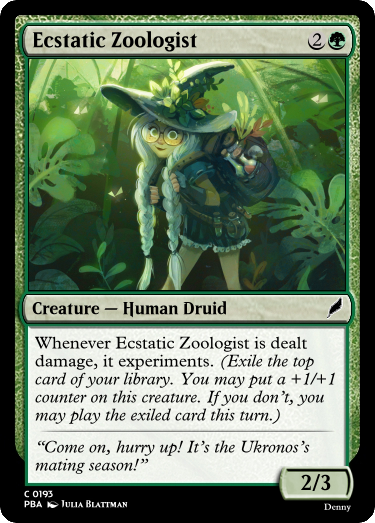 Ecstatic Zoologist 2
Creature — Human Druid
Whenever Ecstatic Zoologist is dealt
damage, it experiments. (Exile the top
card of your library. You may put a +1/+1
counter on this creature. If you don't, you
may play the exiled card this turn.)
“Come on, hurry up! It's the Ukronos's
mating season!”
2/3
C 0193
PBA Julia Blattman
Denny